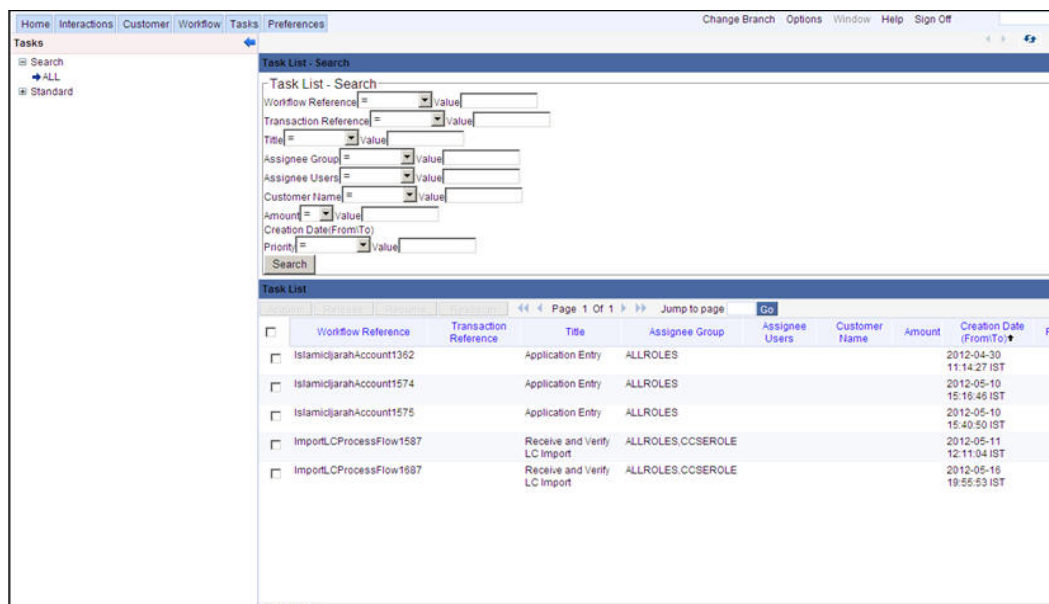 Home Interactions Customer Workflow Tasks Preferences
Change Branch Options Window Help Sign Off
Tasks
Search
ALL
Standard
Task List - Search
Task List - Search
Workflow Reference = Value
Transaction Reference = Value
Title = Value
Assignee Group = Value
Assignee Users = Value
Customer Name = Value
Amount = Value
Creation Date(From\To)
Priority = Value
Search
Task List
Page 1 Of 1 Jump to page Go
Workflow Reference Transaction Reference Title Assignee Group Assignee Users Customer Name Amount Creation Date (From\To)
IslamicIjarahAccount1362 Application Entry ALLROLES 2012-04-30 11:14:27 IST
IslamicIjarahAccount1574 Application Entry ALLROLES 2012-05-10 15:16:46 IST
IslamicIjarahAccount1575 Application Entry ALLROLES 2012-05-10 15:40:50 IST
ImportLCProcessFlow1587 Receive and Verify LC Import ALLROLES,CCSEROLE 2012-05-11 12:11:04 IST
ImportLCProcessFlow1687 Receive and Verify LC Import ALLROLES,CCSEROLE 2012-05-16 19:55:53 IST